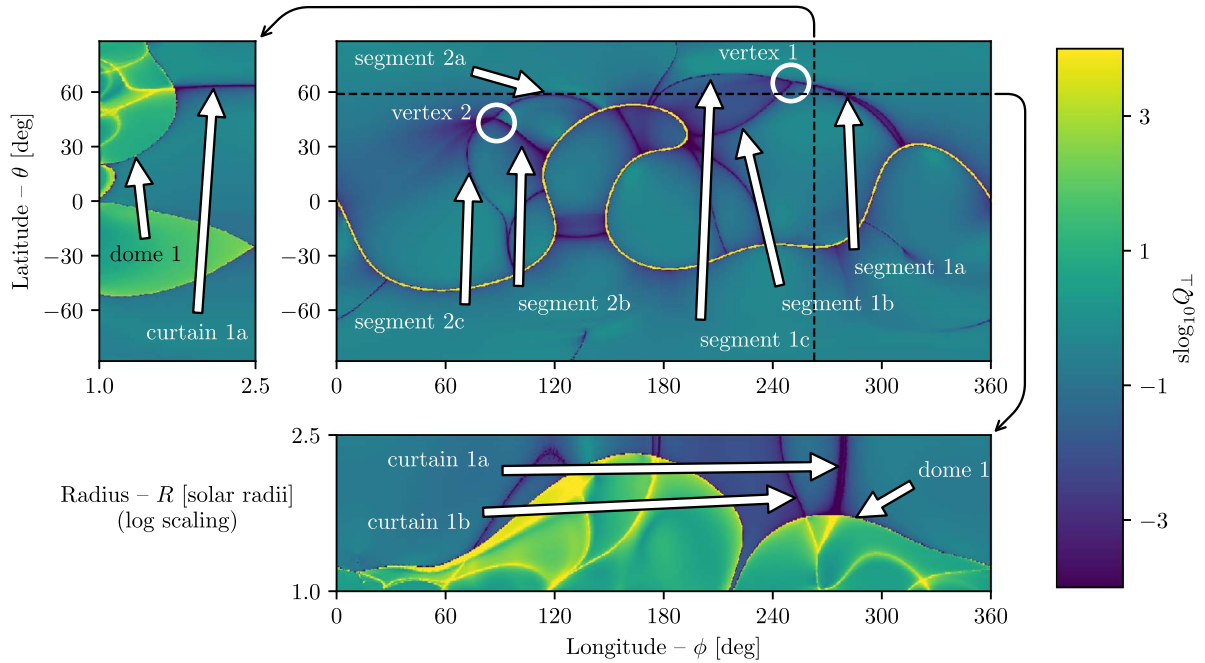 segment 2a
vertex 1
vertex 2
60
30
0
−30
−60
Latitude – θ [deg]
dome 1
curtain 1a
segment 2c
segment 2b
segment 1c
segment 1b
segment 1a
1.0
2.5
0
60
120
180
240
300
360
3
1
−1
−3
slog₁₀Q⊥
2.5
1.0
Radius – R [solar radii]
(log scaling)
curtain 1a
curtain 1b
dome 1
0
60
120
180
240
300
360
Longitude – ϕ [deg]